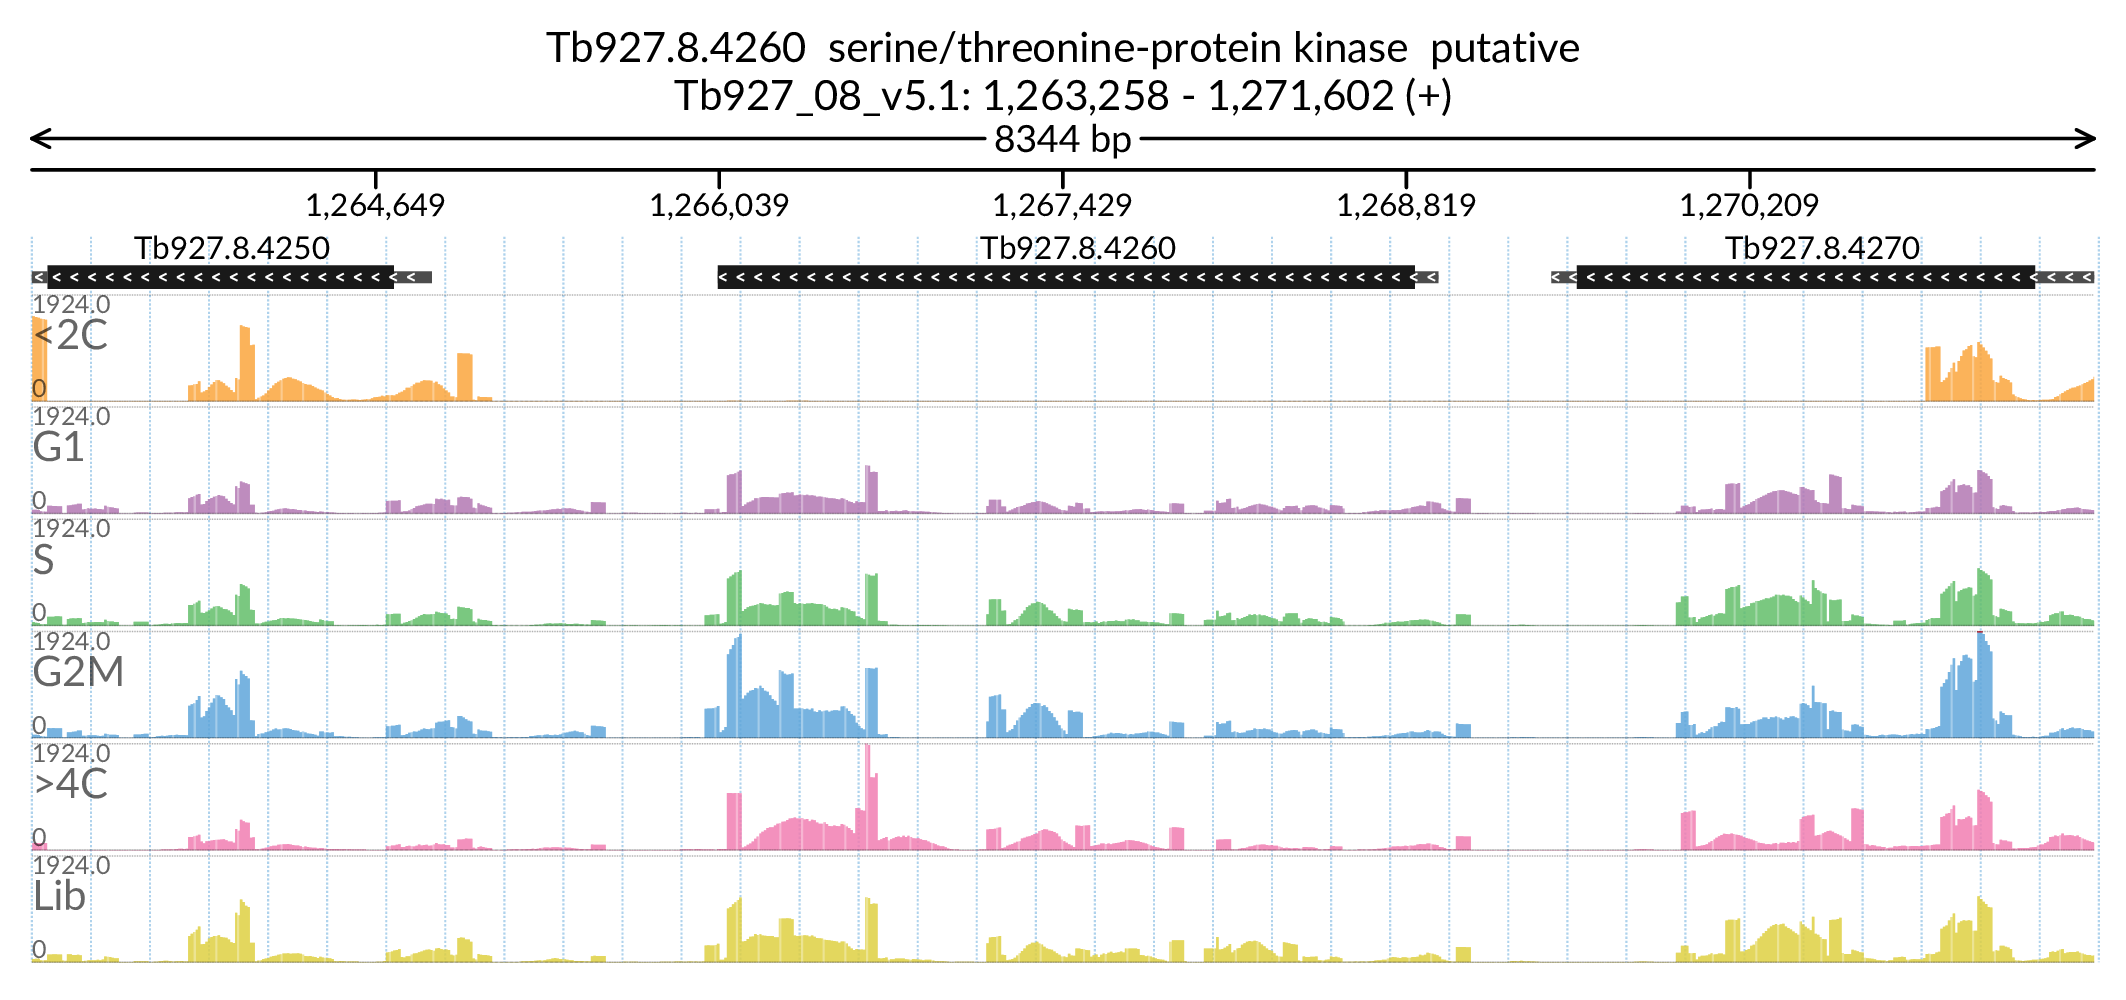 Tb927.8.4260  serine/threonine-protein kinase  putative
Tb927_08_v5.1: 1,263,258 - 1,271,602 (+)
8344 bp
1,264,649 1,266,039 1,267,429 1,268,819 1,270,209
Tb927.8.4250 Tb927.8.4260 Tb927.8.4270
1924.0
<2C
0
1924.0
G1
0
1924.0
S
0
1924.0
G2M
0
1924.0
>4C
0
1924.0
Lib
0